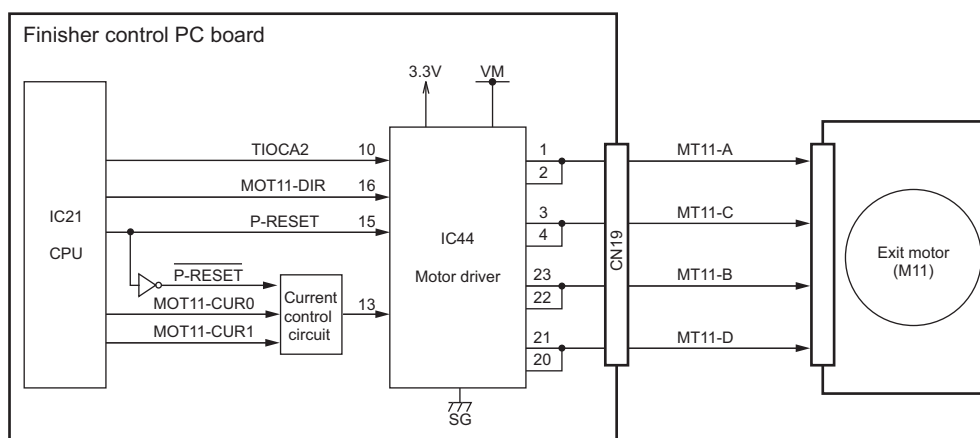 Finisher control PC board
3.3V
VM
TIOCA2
10
1
MT11-A
2
MOT11-DIR
16
IC21
CPU
P-RESET
15
IC44
Motor driver
3
MT11-C
4
CN19
Exit motor
(M11)
P-RESET
23
MT11-B
22
MOT11-CUR0
Current
control
circuit
13
MOT11-CUR1
21
MT11-D
20
SG